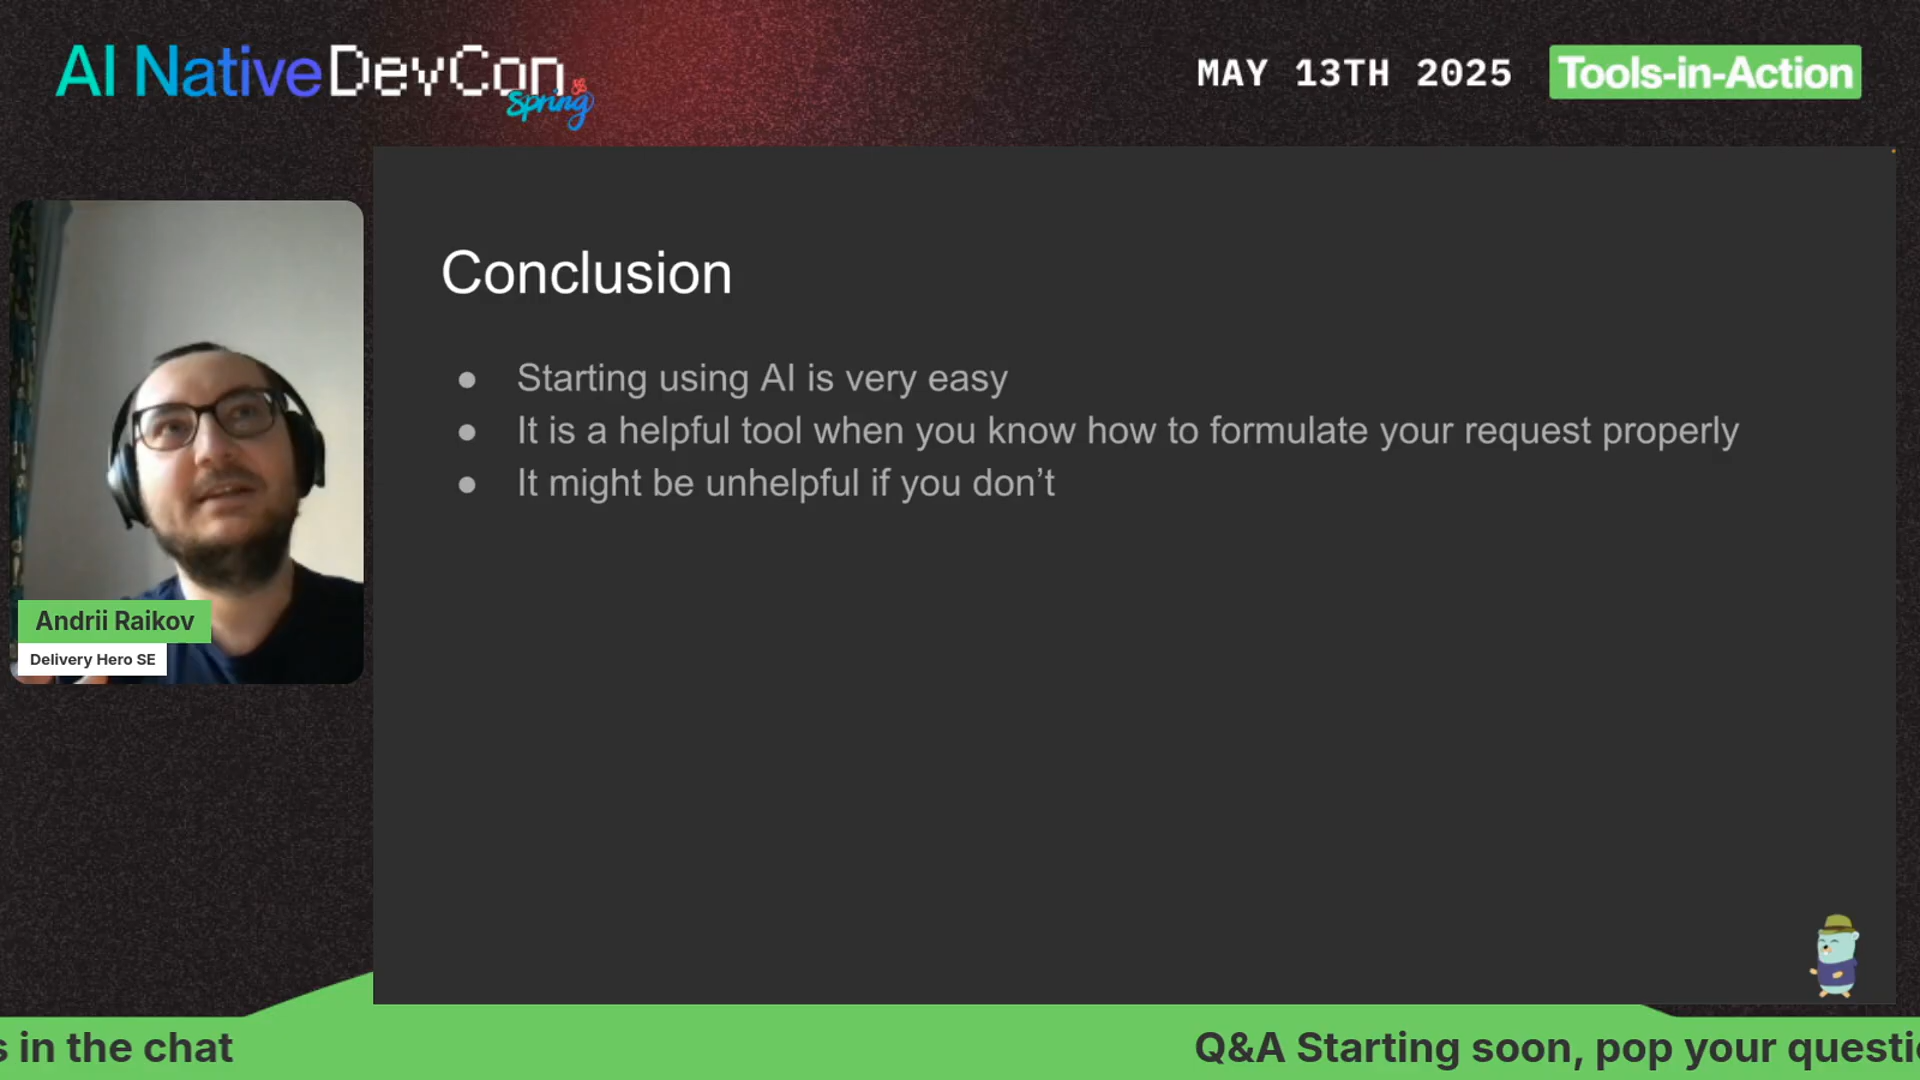 AI Native DevCon
Spring
MAY 13TH 2025
Tools-in-Action
Conclusion
● Starting using AI is very easy
● It is a helpful tool when you know how to formulate your request properly
● It might be unhelpful if you don’t
Andrii Raikov
Delivery Hero SE
s in the chat
Q&A Starting soon, pop your questi